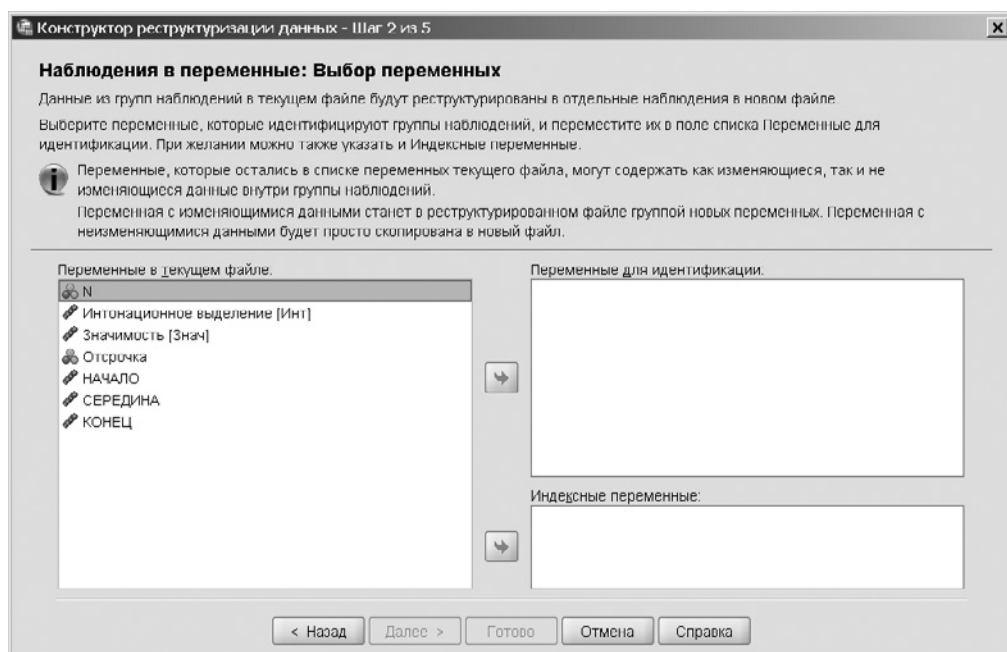 Конструктор реструктуризации данных - Шаг 2 из 5
Наблюдения в переменные: Выбор переменных
Данные из групп наблюдений в текущем файле будут реструктурированы в отдельные наблюдения в новом файле.
Выберите переменные, которые идентифицируют группы наблюдений, и переместите их в поле списка Переменные для
идентификации. При желании можно также указать и Индексные переменные.
Переменные, которые остались в списке переменных текущего файла, могут содержать как изменяющиеся, так и не
изменяющиеся данные внутри группы наблюдений.
Переменная с изменяющимися данными станет в реструктурированном файле группой новых переменных. Переменная с
неизменяющимися данными будет просто скопирована в новый файл.
Переменные в текущем файле:
N
Интонационное выделение [Инт]
Значимость [Знач]
Отсрочка
НАЧАЛО
СЕРЕДИНА
КОНЕЦ
Переменные для идентификации:
Индексные переменные:
< Назад
Далее >
Готово
Отмена
Справка